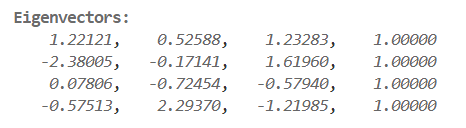 Eigenvectors:
1.22121, 0.52588, 1.23283, 1.00000
-2.38005, -0.17141, 1.61960, 1.00000
0.07806, -0.72454, -0.57940, 1.00000
-0.57513, 2.29370, -1.21985, 1.00000